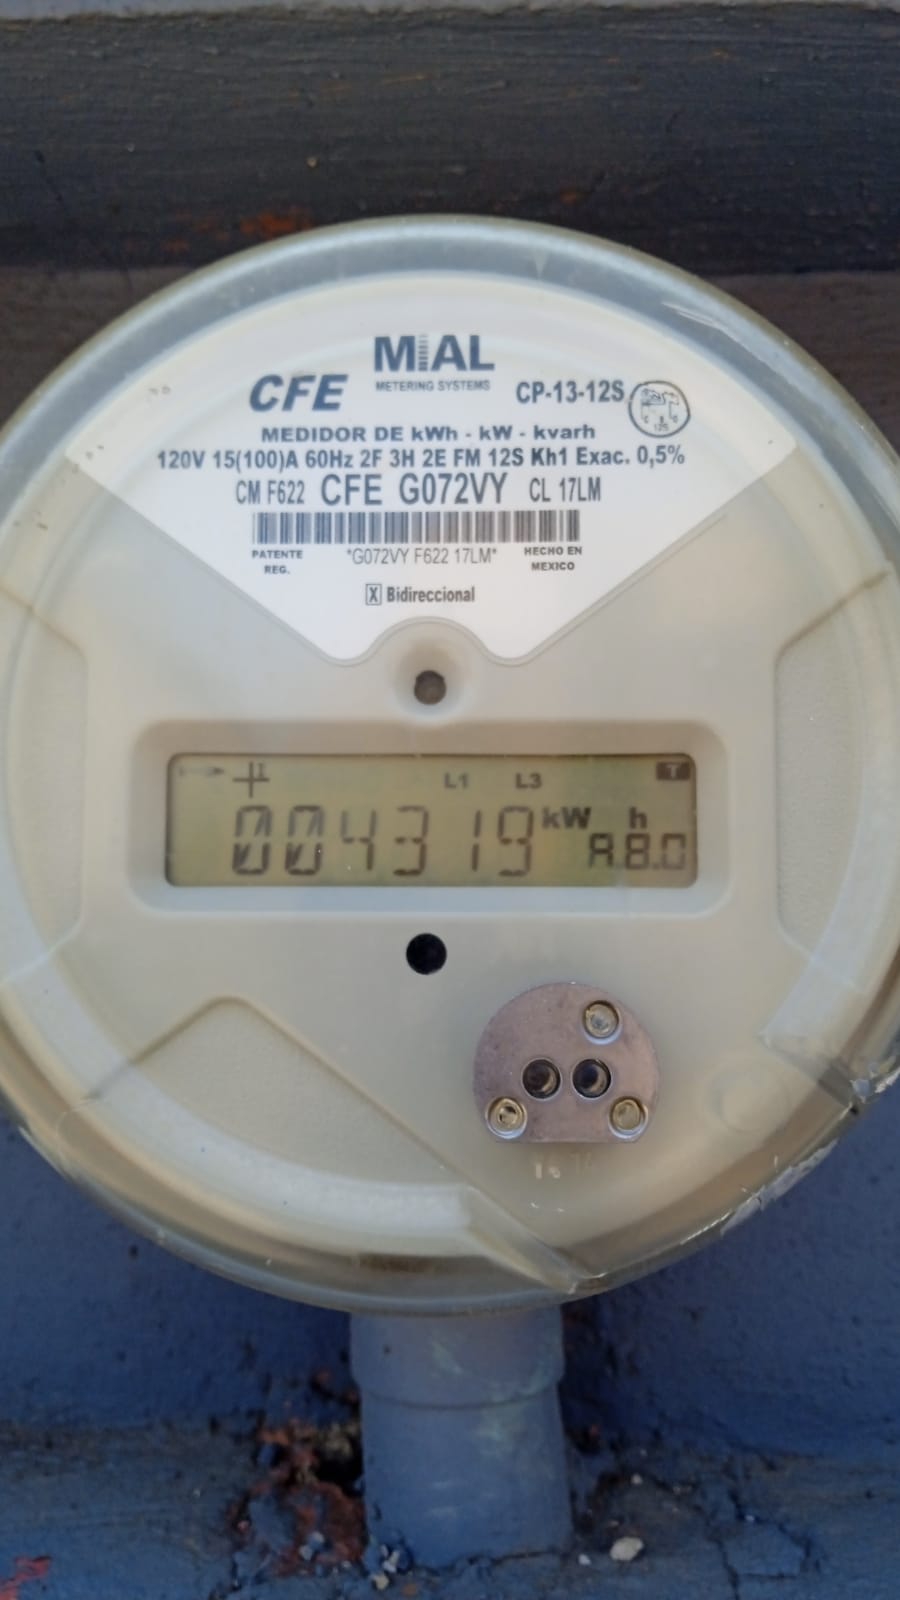 MIAL
METERING SYSTEMS
CFE
CP-13-12S
MEDIDOR DE kWh - kW - kvarh
120V 15(100)A 60Hz 2F 3H 2E FM 12S Kh1 Exac. 0,5%
CM F622 CFE G072VY CL 17LM
PATENTE REG.
*G072VY F622 17LM*
HECHO EN MEXICO
X Bidireccional
L1 L3 T
004319 kW h A.8.0